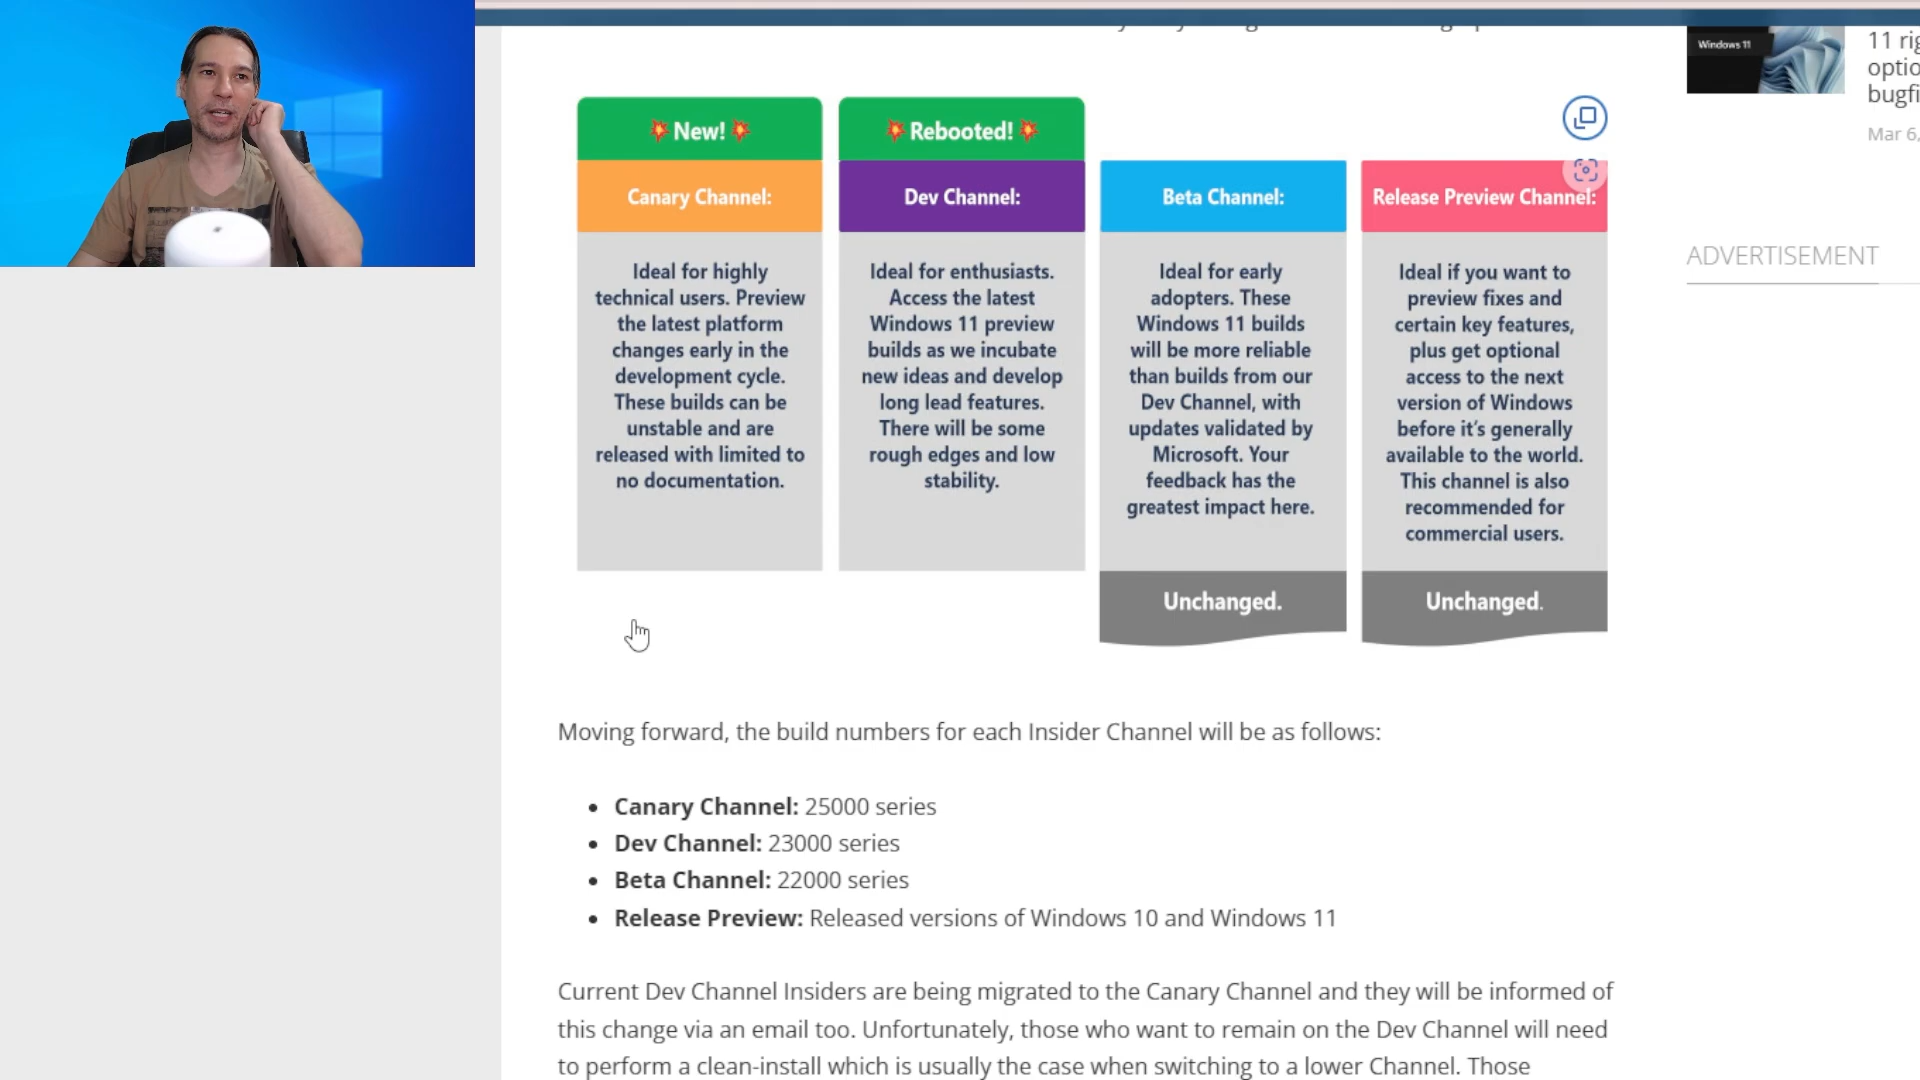 Windows 11
11 rig
optio
bugfi
Mar 6,
New!
Rebooted!
Canary Channel:
Dev Channel:
Beta Channel:
Release Preview Channel:
Ideal for highly
technical users. Preview
the latest platform
changes early in the
development cycle.
These builds can be
unstable and are
released with limited to
no documentation.
Ideal for enthusiasts.
Access the latest
Windows 11 preview
builds as we incubate
new ideas and develop
long lead features.
There will be some
rough edges and low
stability.
Ideal for early
adopters. These
Windows 11 builds
will be more reliable
than builds from our
Dev Channel, with
updates validated by
Microsoft. Your
feedback has the
greatest impact here.
Unchanged.
Ideal if you want to
preview fixes and
certain key features,
plus get optional
access to the next
version of Windows
before it’s generally
available to the world.
This channel is also
recommended for
commercial users.
Unchanged.
ADVERTISEMENT
Moving forward, the build numbers for each Insider Channel will be as follows:
• Canary Channel: 25000 series
• Dev Channel: 23000 series
• Beta Channel: 22000 series
• Release Preview: Released versions of Windows 10 and Windows 11
Current Dev Channel Insiders are being migrated to the Canary Channel and they will be informed of
this change via an email too. Unfortunately, those who want to remain on the Dev Channel will need
to perform a clean-install which is usually the case when switching to a lower Channel. Those